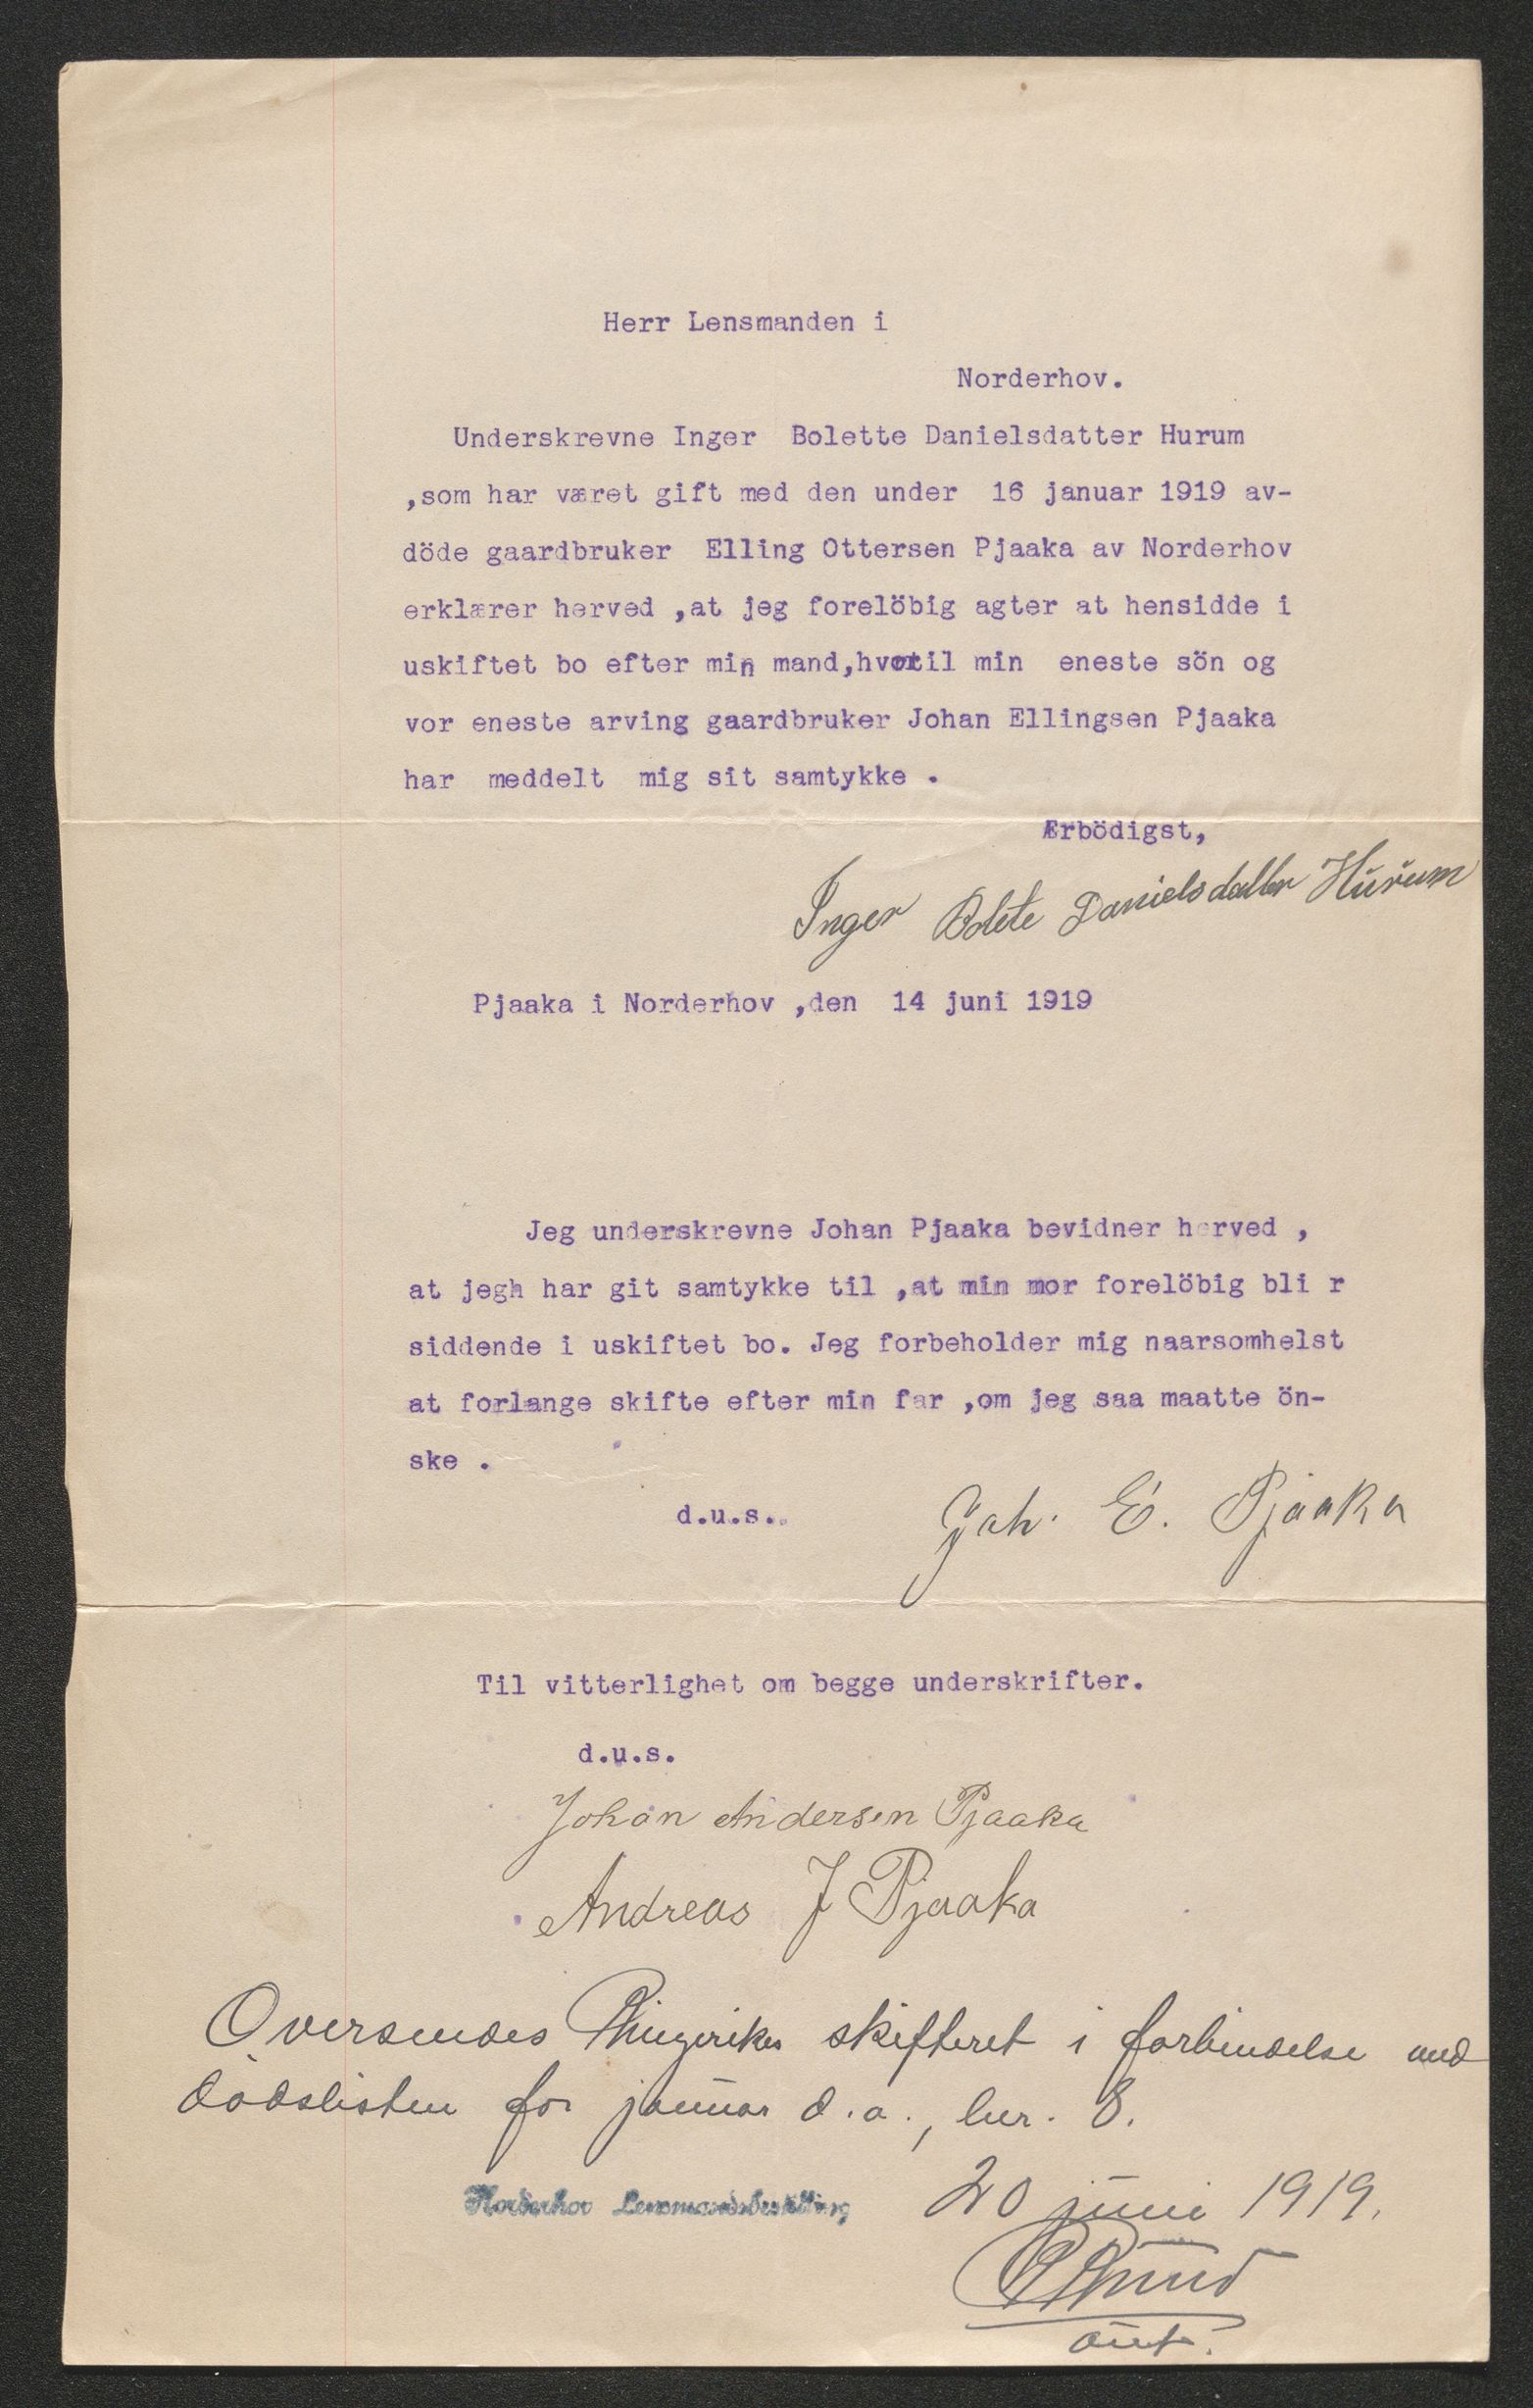 Herr Lensmanden i
Norderhov.
Underskrevne Inger Bolette Danielsdatter Hurum
,som har været gift med den under 16 januar 1919 av-
döde gaardbruker Elling Ottersen Pjaaka av Norderhov
erklærer herved ,at jeg forelöbig agter at hensidde i
uskiftet bo efter min mand,hvortil min eneste sön og
vor eneste arving gaardbruker Johan Ellingsen Pjaaka
har meddelt mig sit samtykke .
Ærbödigst,
Inger Bolete Danielsdatter Hurum
Pjaaka i Norderhov ,den 14 juni 1919
Jeg underskrevne Johan Pjaaka bevidner herved ,
at jegh har git samtykke til ,at min mor forelöbig bli r
siddende i uskiftet bo. Jeg forbeholder mig naarsomhelst
at forlange skifte efter min far ,om jeg saa maatte ön-
ske .
d.u.s..
Joh. E. Pjaaka
Til vitterlighet om begge underskrifter.
d.u.s.
Johan Andersen Pjaaka
Andreas J Pjaaka
Oversendes Ringerikes skifteret i forbindelse med
dødslisten for januar d.a., lnr. 8.
Norderhov Lensmandsbestilling
20 juni 1919.